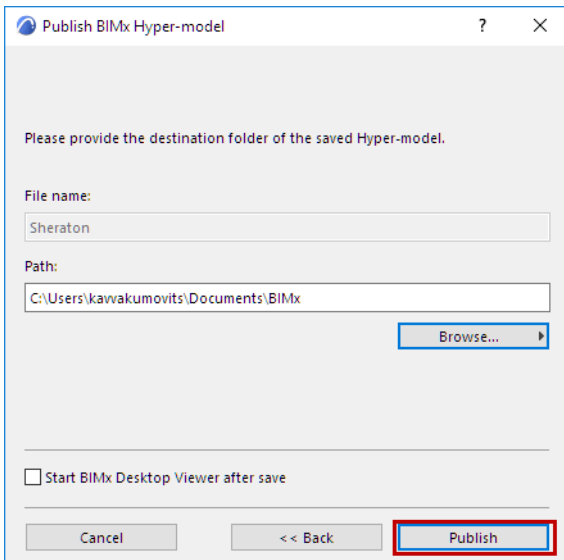 Publish BIMx Hyper-model
?
Please provide the destination folder of the saved Hyper-model.
File name:
Sheraton
Path:
C:\Users\kavvakumovits\Documents\BIMx
Browse...
Start BIMx Desktop Viewer after save
Cancel
<< Back
Publish